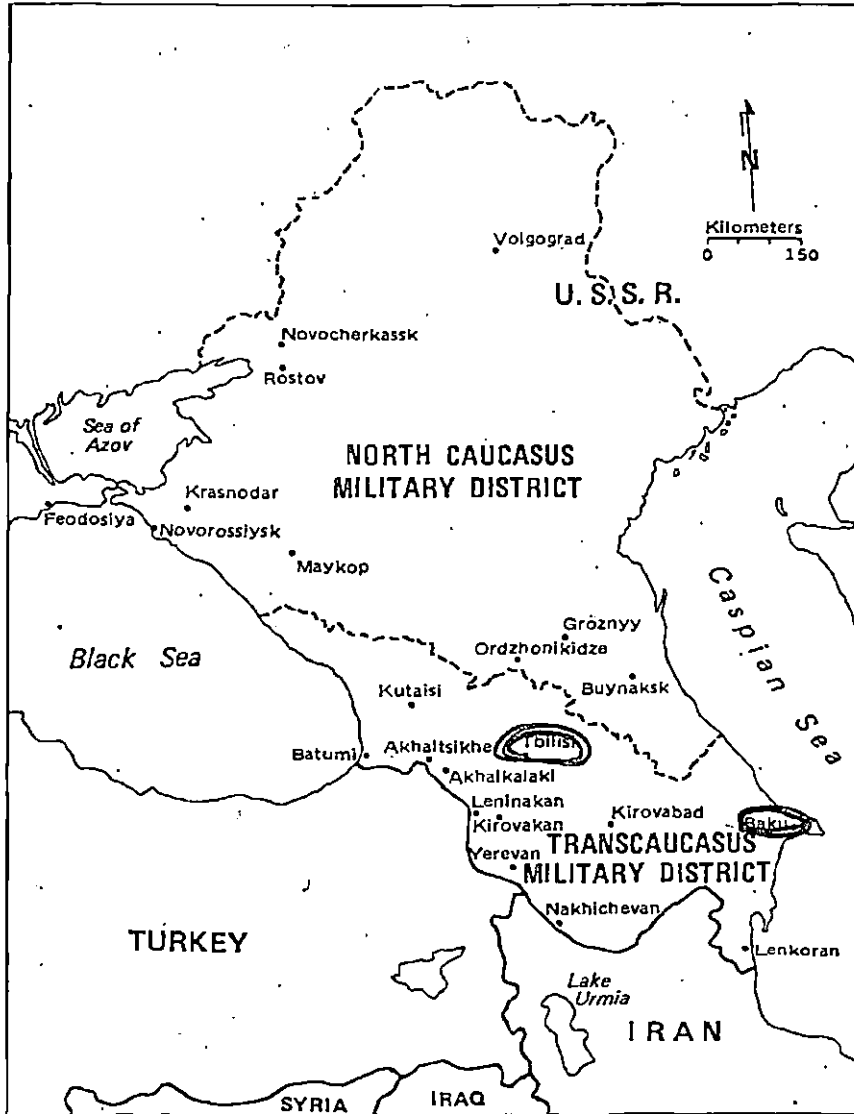 N
Kilometers
0 150
Volgograd
U.S.S.R.
Novocherkassk
Rostov
Sea of
Azov
NORTH CAUCASUS
MILITARY DISTRICT
Krasnodar
Feodosiya
Novorossiysk
Maykop
Caspian Sea
Groznyy
Ordzhonikidze
Black Sea
Buynaksk
Kutaisi
Tbilisi
Batumi
Akhaltsikhe
Akhalkalaki
Leninakan
Kirovakan
Kirovabad
Baku
TRANSCAUCASUS
MILITARY DISTRICT
Yerevan
Nakhichevan
TURKEY
Lenkoran
Lake
Urmia
IRAN
SYRIA
IRAQ